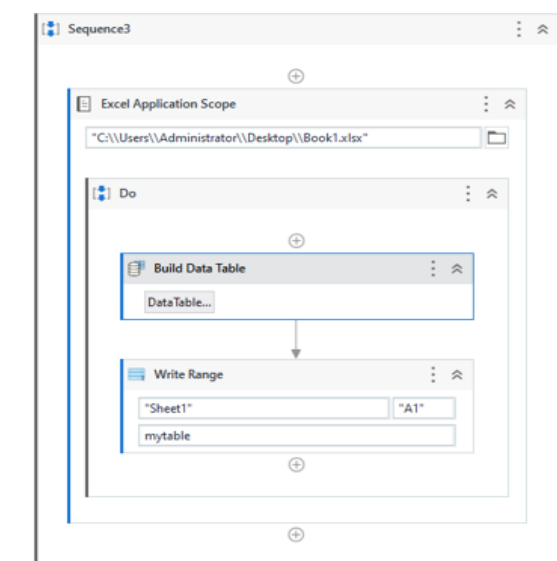 Sequence3
Excel Application Scope
"C:\\Users\\Administrator\\Desktop\\Book1.xlsx"
Do
Build Data Table
DataTable...
Write Range
"Sheet1" "A1"
mytable